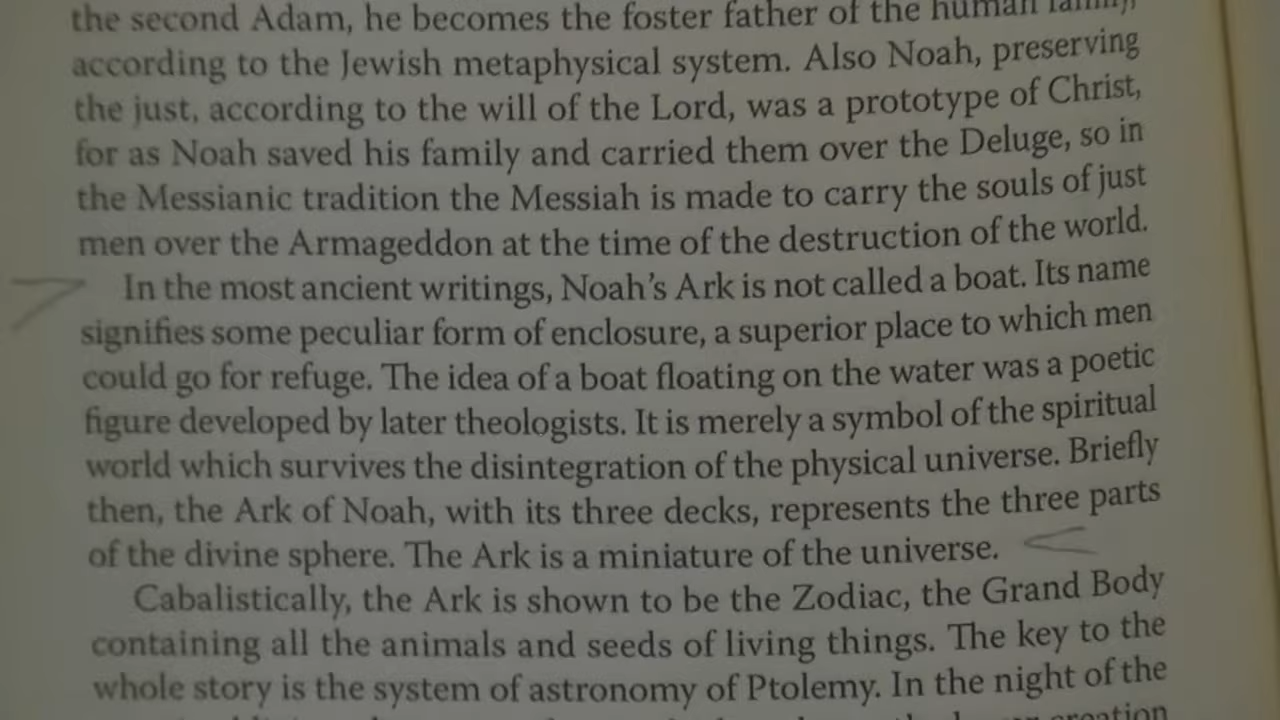 the second Adam, he becomes the foster father of the human family,
according to the Jewish metaphysical system. Also Noah, preserving
the just, according to the will of the Lord, was a prototype of Christ,
for as Noah saved his family and carried them over the Deluge, so in
the Messianic tradition the Messiah is made to carry the souls of just
men over the Armageddon at the time of the destruction of the world.
In the most ancient writings, Noah's Ark is not called a boat. Its name
signifies some peculiar form of enclosure, a superior place to which men
could go for refuge. The idea of a boat floating on the water was a poetic
figure developed by later theologists. It is merely a symbol of the spiritual
world which survives the disintegration of the physical universe. Briefly
then, the Ark of Noah, with its three decks, represents the three parts
of the divine sphere. The Ark is a miniature of the universe.
Cabalistically, the Ark is shown to be the Zodiac, the Grand Body
containing all the animals and seeds of living things. The key to the
whole story is the system of astronomy of Ptolemy. In the night of the
creation